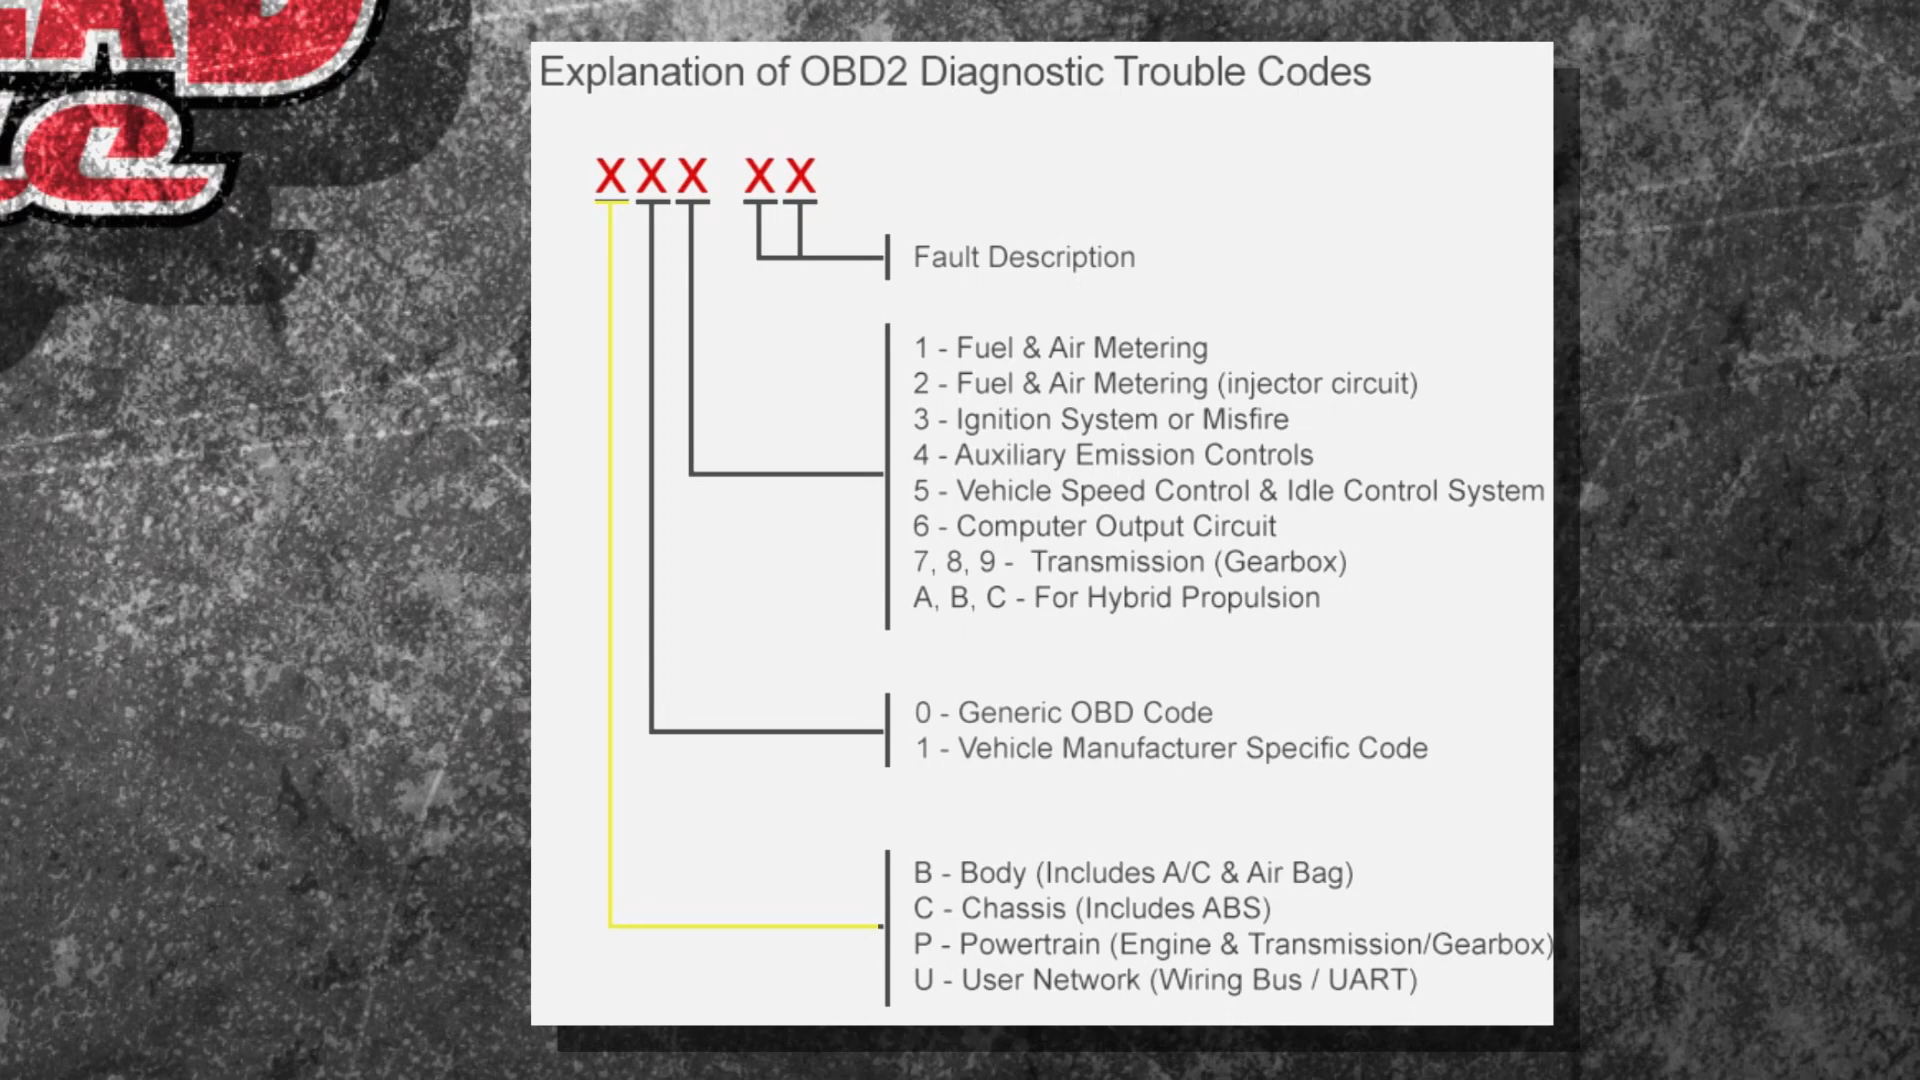 Explanation of OBD2 Diagnostic Trouble Codes
X X X X X
Fault Description
1 - Fuel & Air Metering
2 - Fuel & Air Metering (injector circuit)
3 - Ignition System or Misfire
4 - Auxiliary Emission Controls
5 - Vehicle Speed Control & Idle Control System
6 - Computer Output Circuit
7, 8, 9 - Transmission (Gearbox)
A, B, C - For Hybrid Propulsion
0 - Generic OBD Code
1 - Vehicle Manufacturer Specific Code
B - Body (Includes A/C & Air Bag)
C - Chassis (Includes ABS)
P - Powertrain (Engine & Transmission/Gearbox)
U - User Network (Wiring Bus / UART)